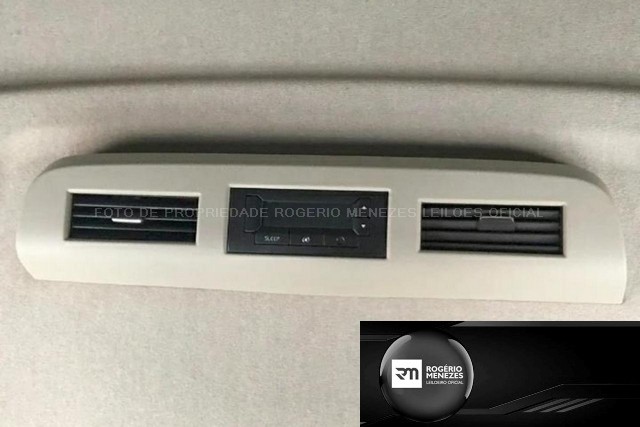 FOTO DE PROPRIEDADE ROGERIO MENEZES LEILOES OFICIAL
SLEEP
RM
ROGÉRIO
MENEZES
LEILOEIRO OFICIAL